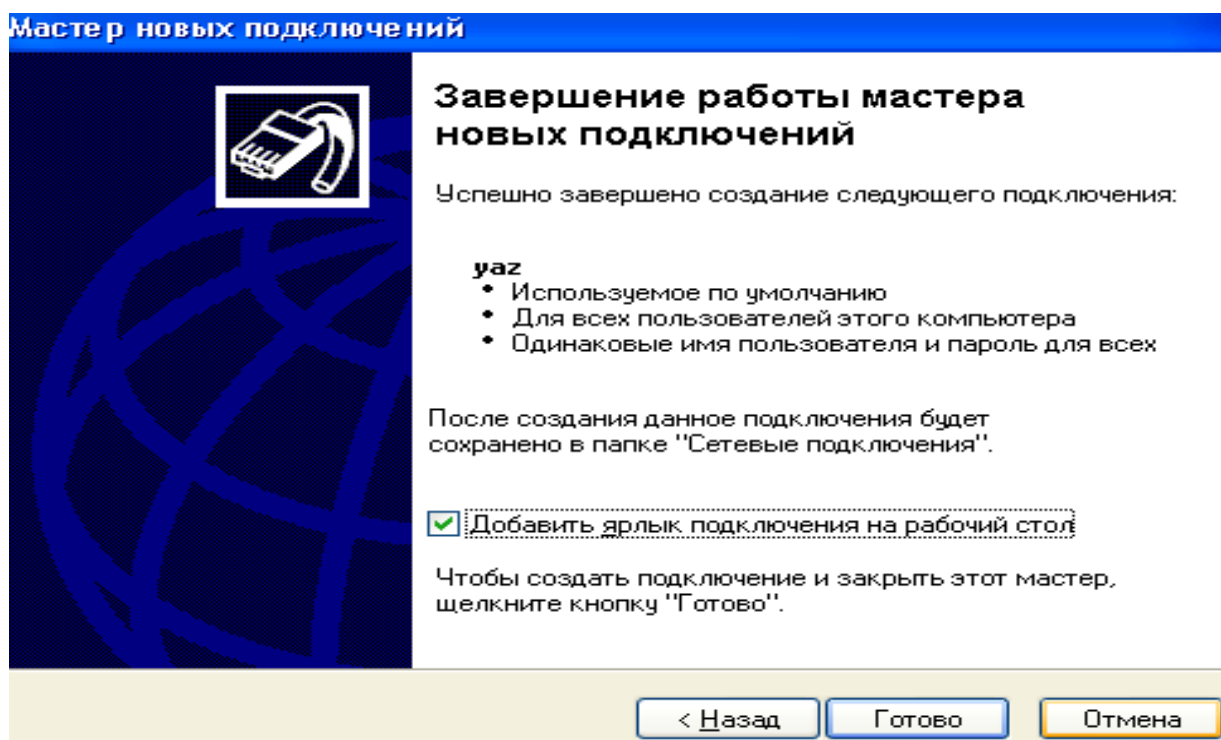 Мастер новых подключений
Завершение работы мастера
новых подключений
Успешно завершено создание следующего подключения:
yaz
• Используемое по умолчанию
• Для всех пользователей этого компьютера
• Одинаковые имя пользователя и пароль для всех
После создания данное подключения будет
сохранено в папке "Сетевые подключения".
Добавить ярлык подключения на рабочий стол
Чтобы создать подключение и закрыть этот мастер,
щелкните кнопку "Готово".
< Назад Готово Отмена